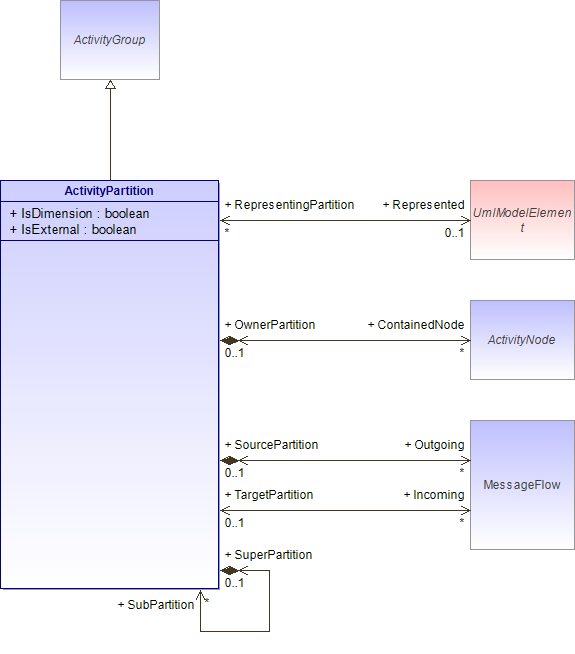 ActivityGroup
ActivityPartition
+ IsDimension : boolean
+ IsExternal : boolean
+ RepresentingPartition
+ Represented
*
0..1
UmlModelElemen
t
+ OwnerPartition
+ ContainedNode
0..1
*
ActivityNode
+ SourcePartition
+ Outgoing
0..1
*
+ TargetPartition
+ Incoming
0..1
*
MessageFlow
+ SuperPartition
0..1
+ SubPartition
*